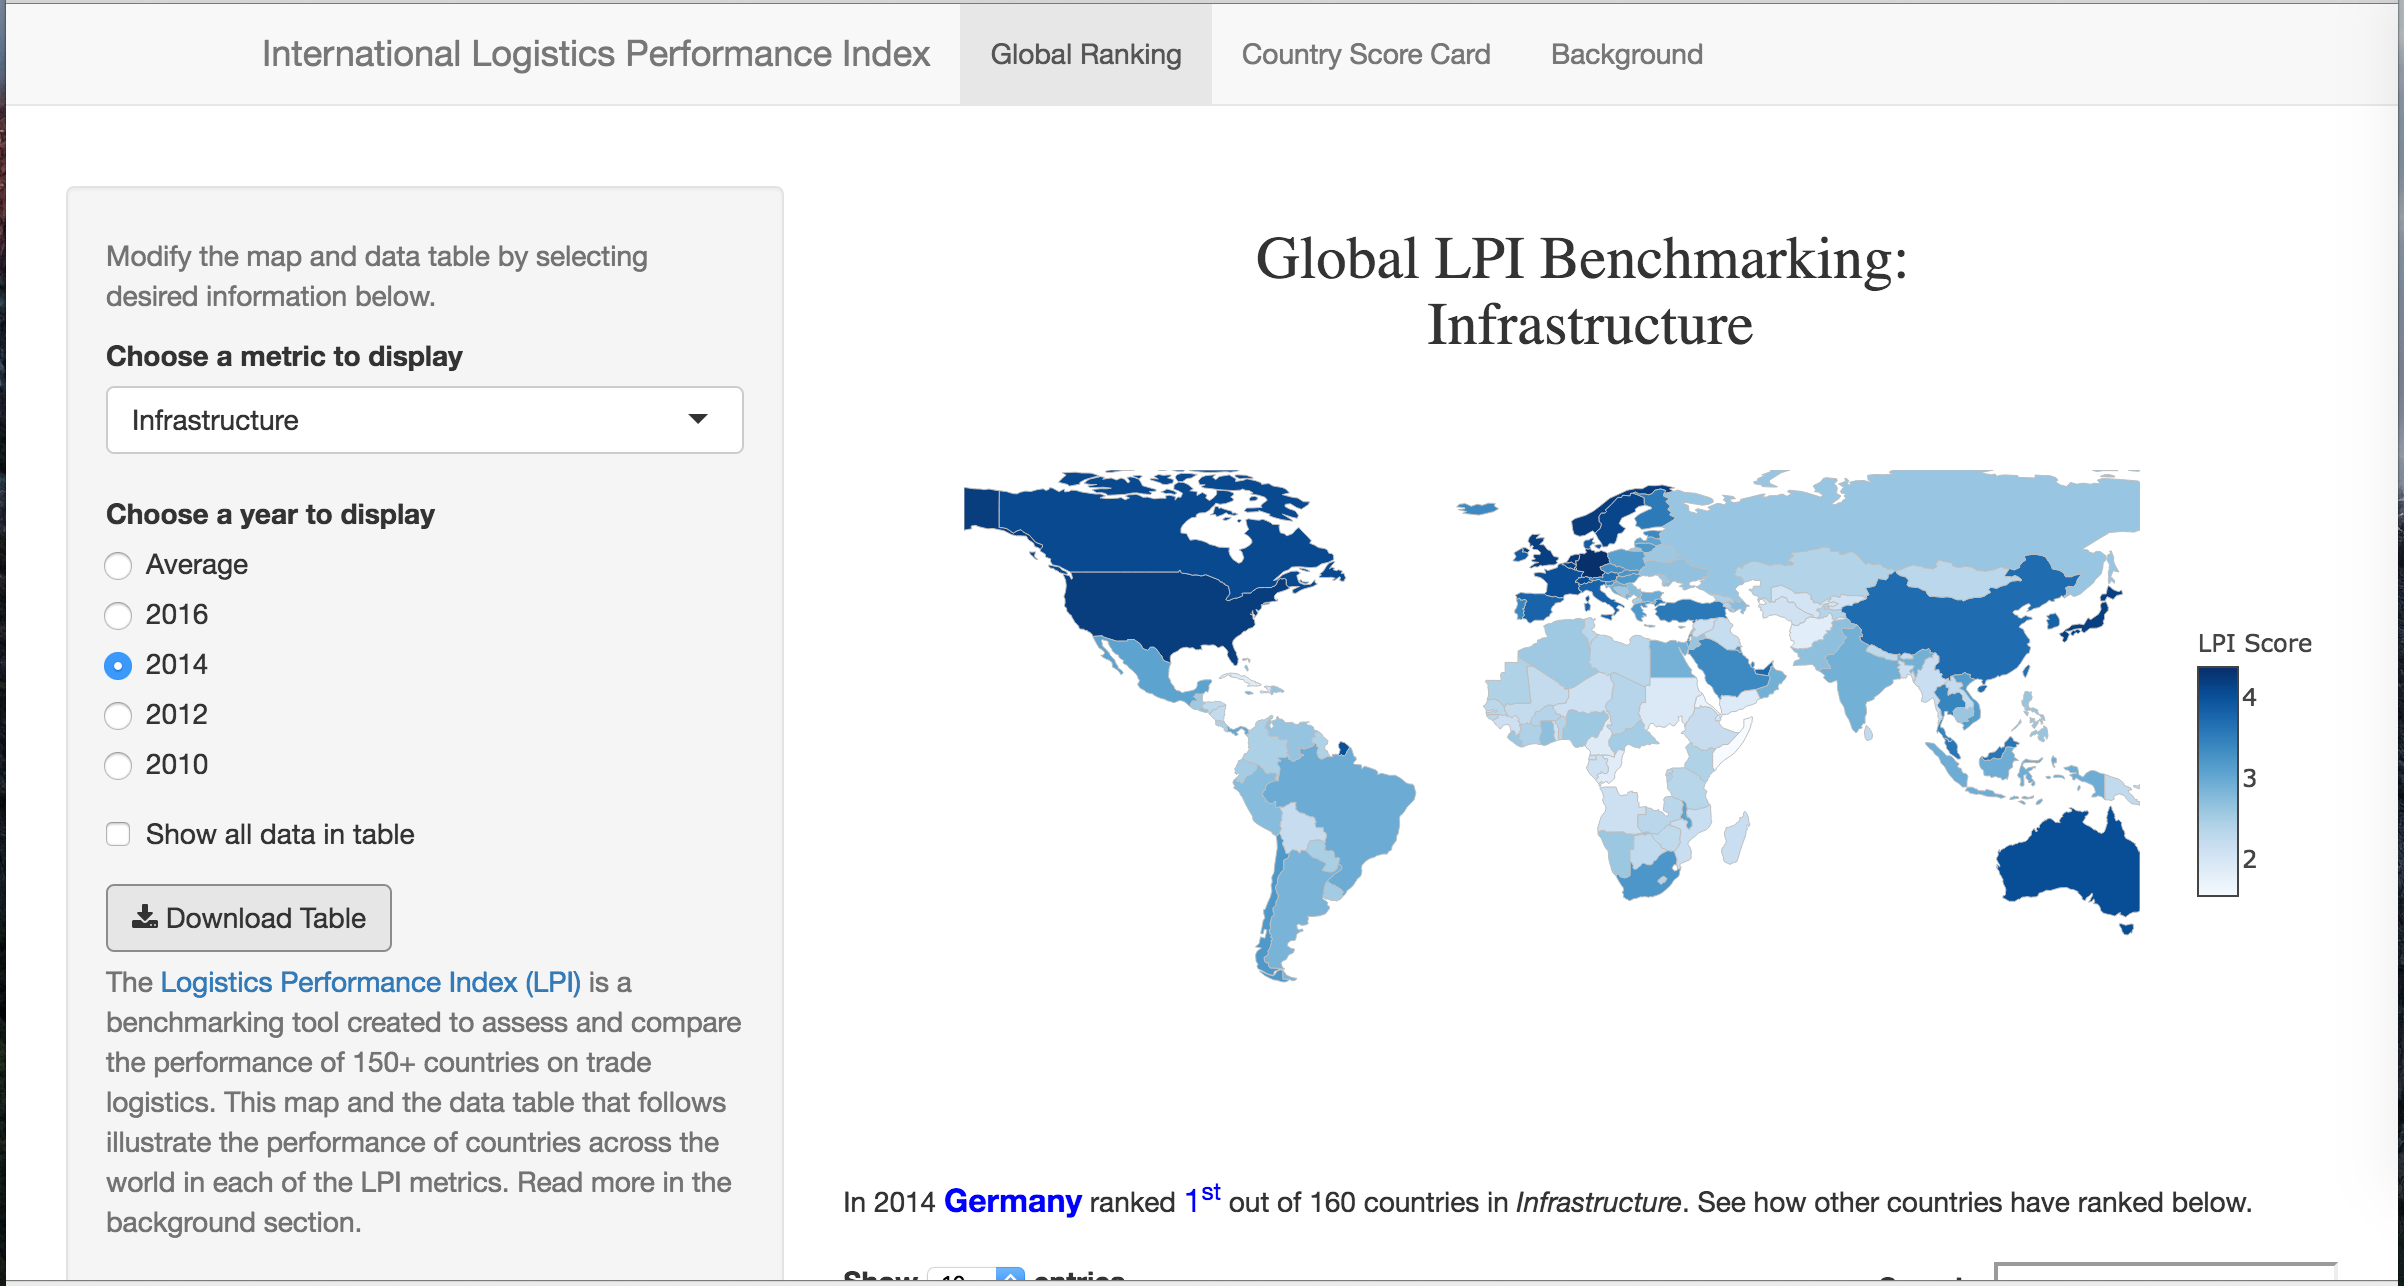 International Logistics Performance Index Global Ranking Country Score Card Background
Modify the map and data table by selecting
desired information below.
Choose a metric to display
Infrastructure
Choose a year to display
Average
2016
2014
2012
2010
Show all data in table
Download Table
The Logistics Performance Index (LPI) is a
benchmarking tool created to assess and compare
the performance of 150+ countries on trade
logistics. This map and the data table that follows
illustrate the performance of countries across the
world in each of the LPI metrics. Read more in the
background section.
Global LPI Benchmarking:
Infrastructure
LPI Score
4
3
2
In 2014 Germany ranked 1st out of 160 countries in Infrastructure. See how other countries have ranked below.
Show 10 entries